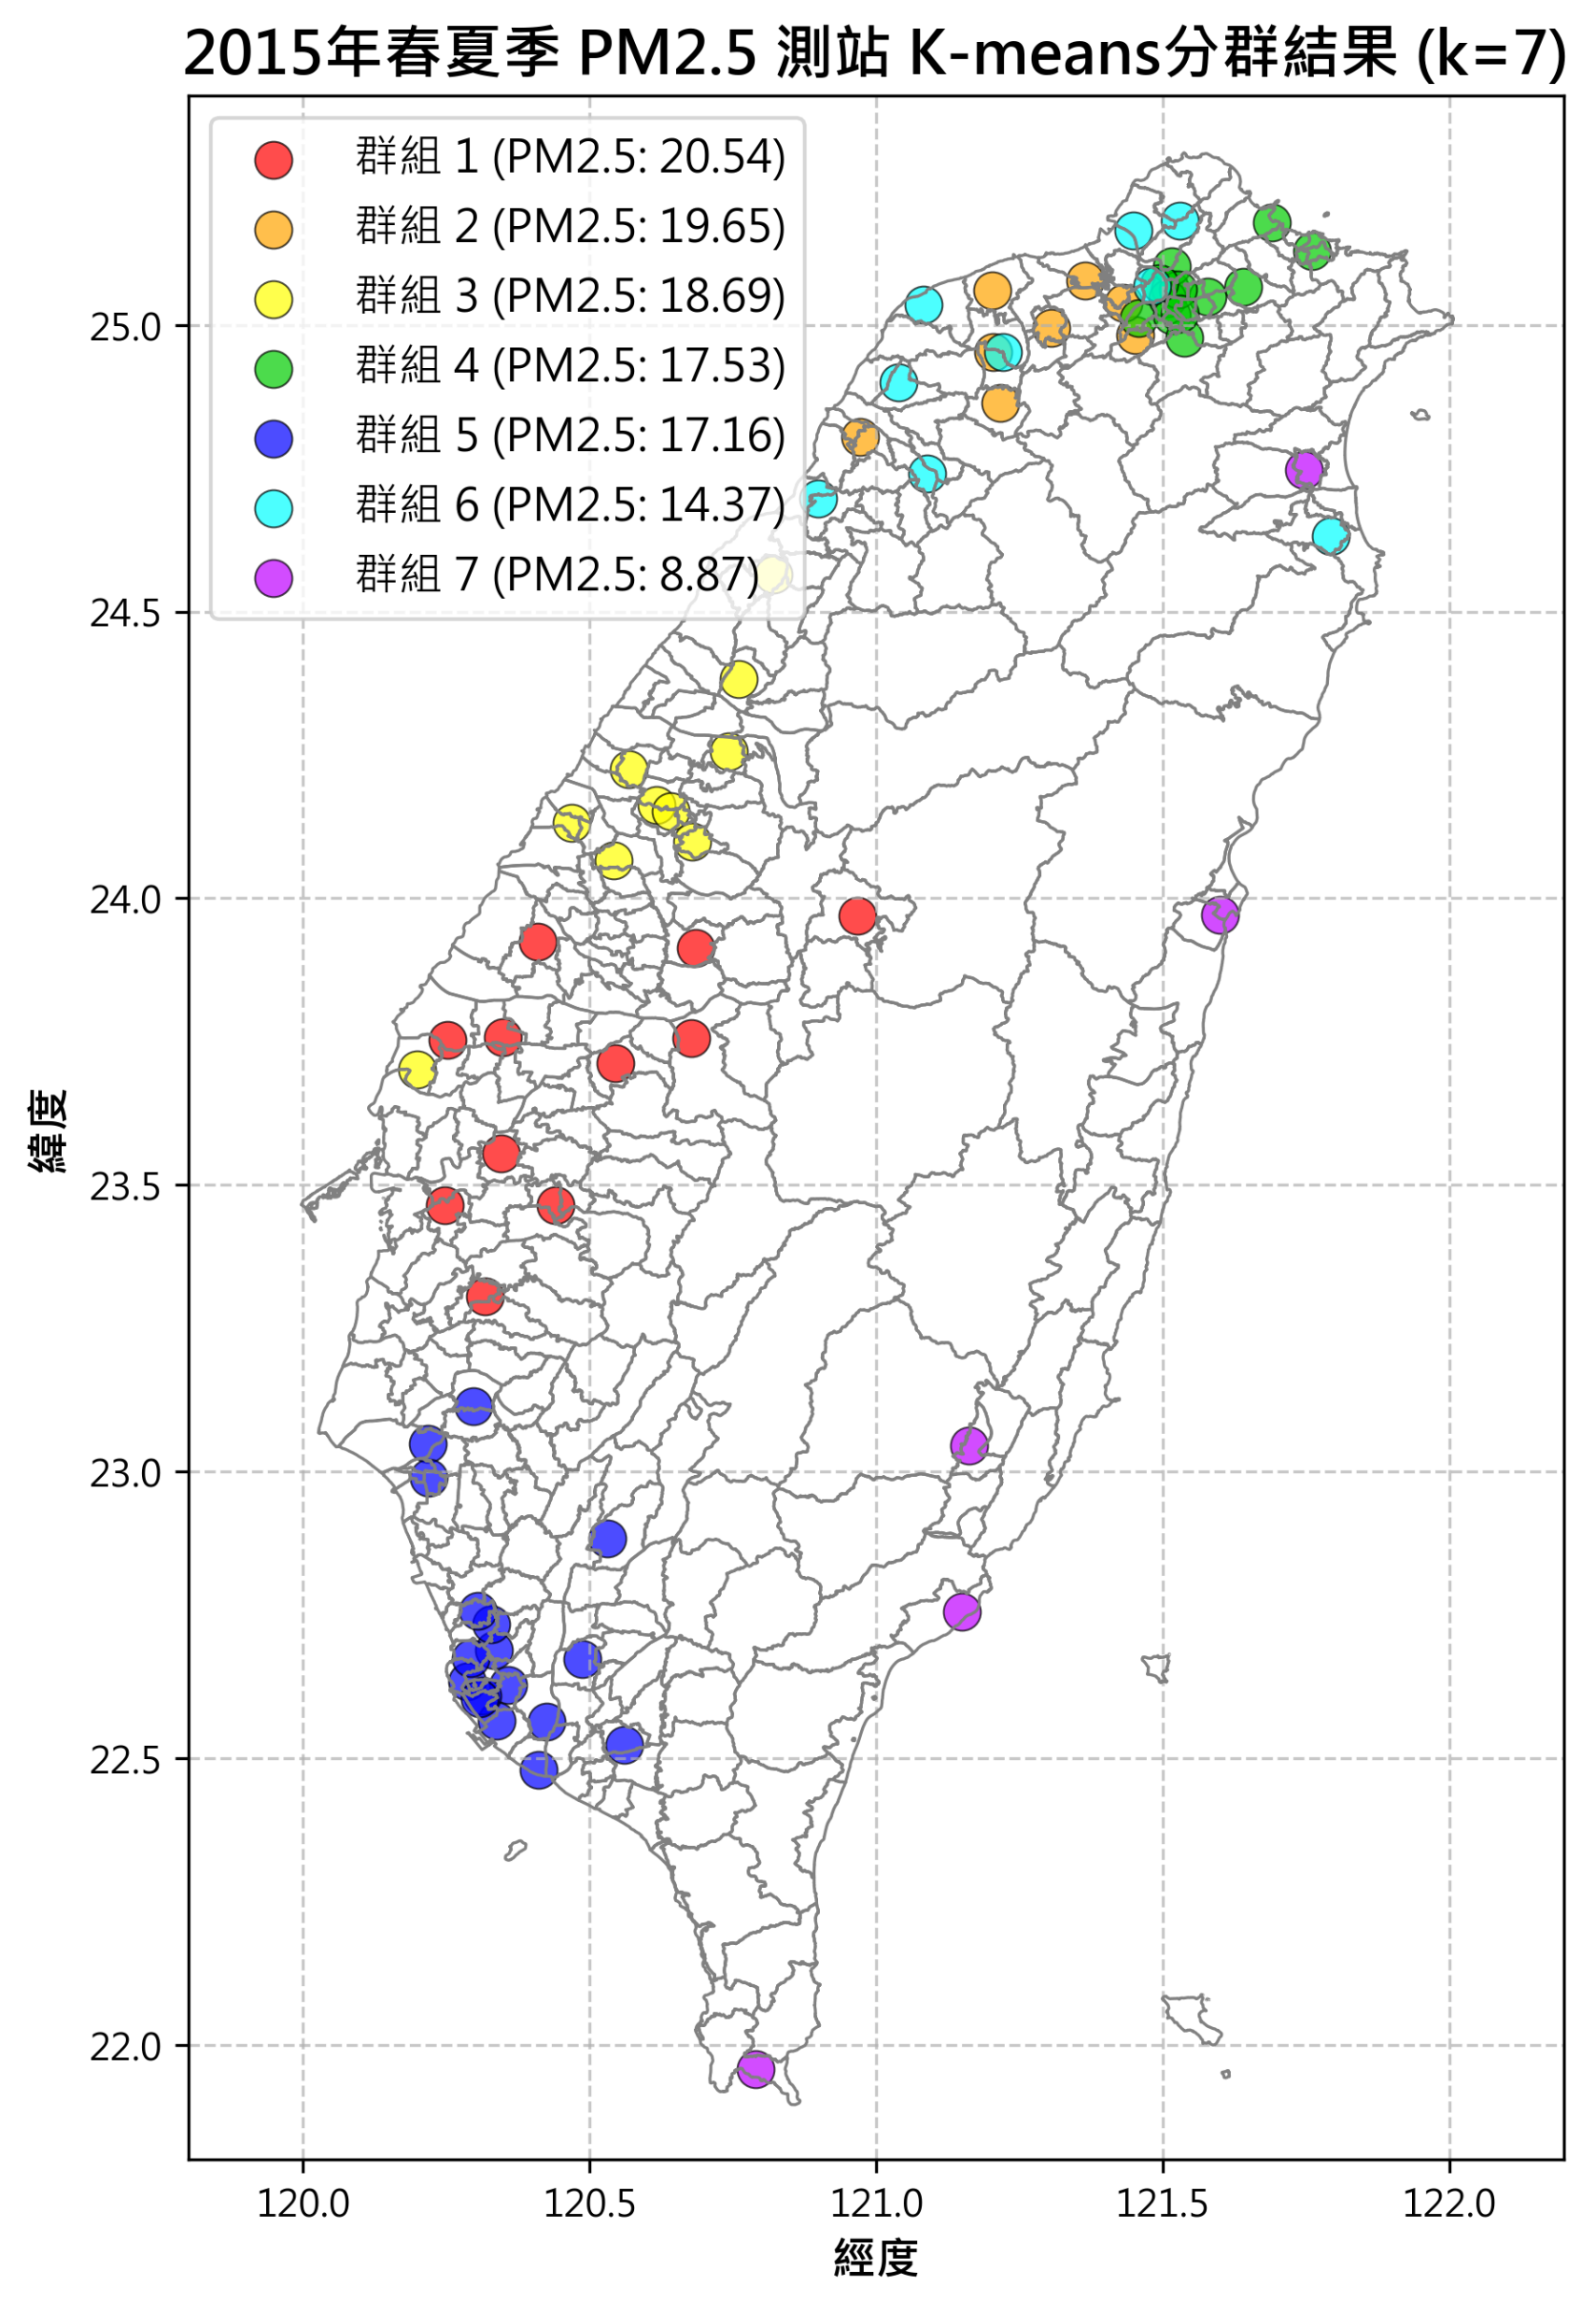 2015年春夏季 PM2.5 測站 K-means分群結果 (k=7)
群組 1 (PM2.5: 20.54)
群組 2 (PM2.5: 19.65)
群組 3 (PM2.5: 18.69)
群組 4 (PM2.5: 17.53)
群組 5 (PM2.5: 17.16)
群組 6 (PM2.5: 14.37)
群組 7 (PM2.5: 8.87)
25.0
24.5
24.0
23.5
23.0
22.5
22.0
緯度
120.0 120.5 121.0 121.5 122.0
經度